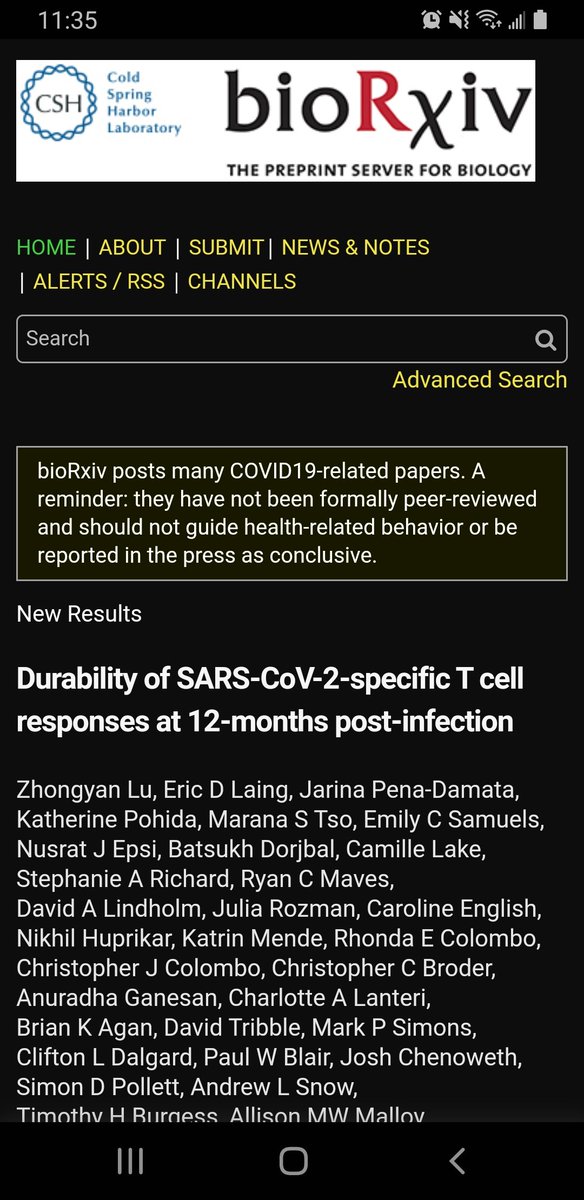 11:35
CSH
Cold
Spring
Harbor
Laboratory
bioRxiv
THE PREPRINT SERVER FOR BIOLOGY
HOME | ABOUT | SUBMIT | NEWS & NOTES
| ALERTS / RSS | CHANNELS
Search
Advanced Search
bioRxiv posts many COVID19-related papers. A
reminder: they have not been formally peer-reviewed
and should not guide health-related behavior or be
reported in the press as conclusive.
New Results
Durability of SARS-CoV-2-specific T cell
responses at 12-months post-infection
Zhongyan Lu, Eric D Laing, Jarina Pena-Damata,
Katherine Pohida, Marana S Tso, Emily C Samuels,
Nusrat J Epsi, Batsukh Dorjbal, Camille Lake,
Stephanie A Richard, Ryan C Maves,
David A Lindholm, Julia Rozman, Caroline English,
Nikhil Huprikar, Katrin Mende, Rhonda E Colombo,
Christopher J Colombo, Christopher C Broder,
Anuradha Ganesan, Charlotte A Lanteri,
Brian K Agan, David Tribble, Mark P Simons,
Clifton L Dalgard, Paul W Blair, Josh Chenoweth,
Simon D Pollett, Andrew L Snow,
Timothy H Burgess, Allison MW Malloy